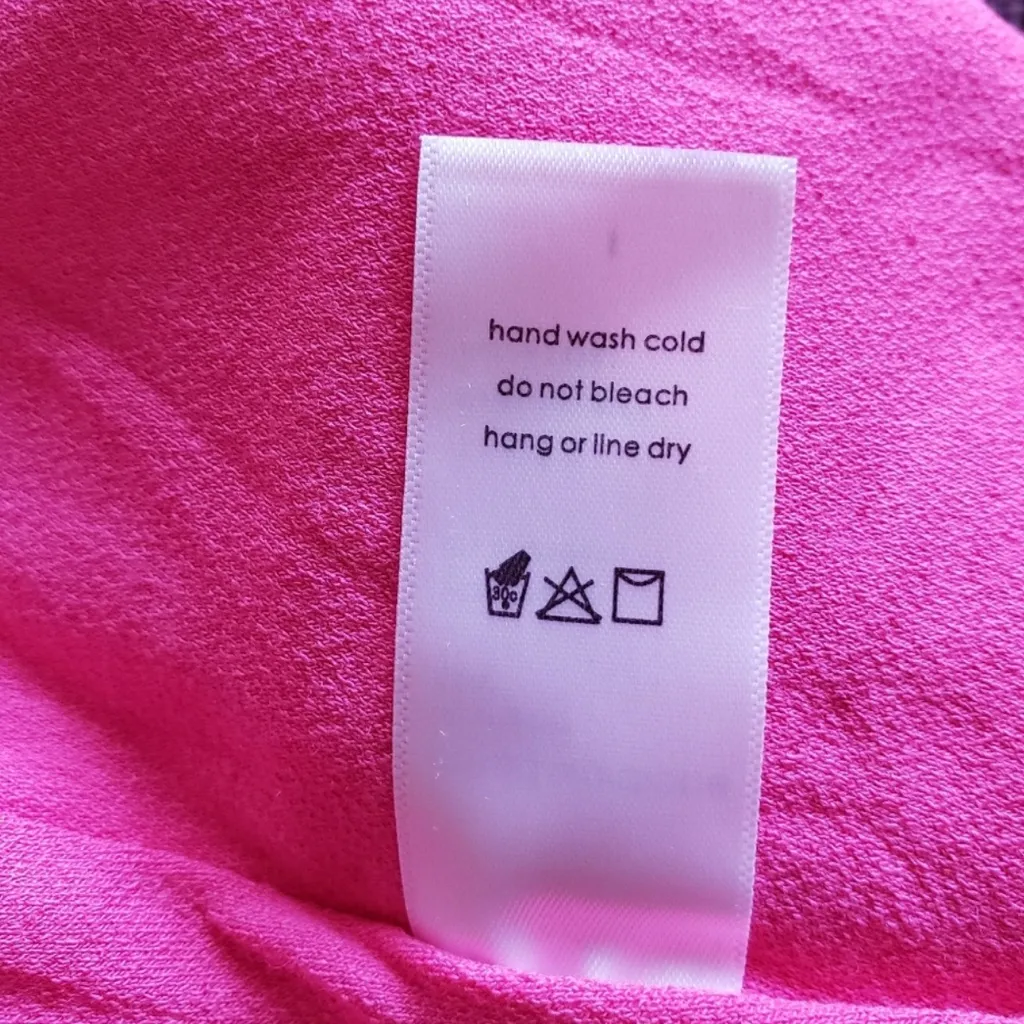 hand wash cold
do not bleach
hang or line dry
30c